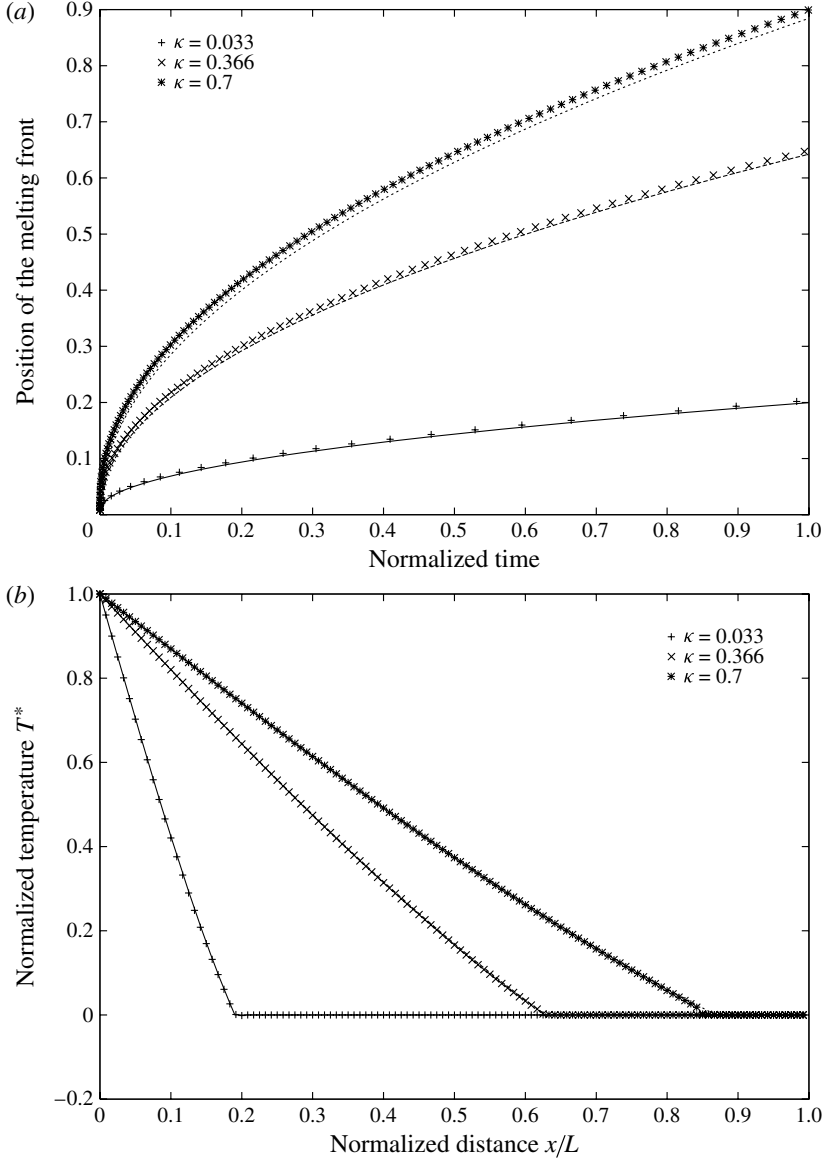 (a)
0.9
0.8
0.7
0.6
0.5
0.4
0.3
0.2
0.1
Position of the melting front
+ κ = 0.033
× κ = 0.366
∗ κ = 0.7
0 0.1 0.2 0.3 0.4 0.5 0.6 0.7 0.8 0.9 1.0
Normalized time
(b)
1.0
0.8
0.6
0.4
0.2
0
–0.2
Normalized temperature T*
+ κ = 0.033
× κ = 0.366
∗ κ = 0.7
0 0.1 0.2 0.3 0.4 0.5 0.6 0.7 0.8 0.9 1.0
Normalized distance x/L